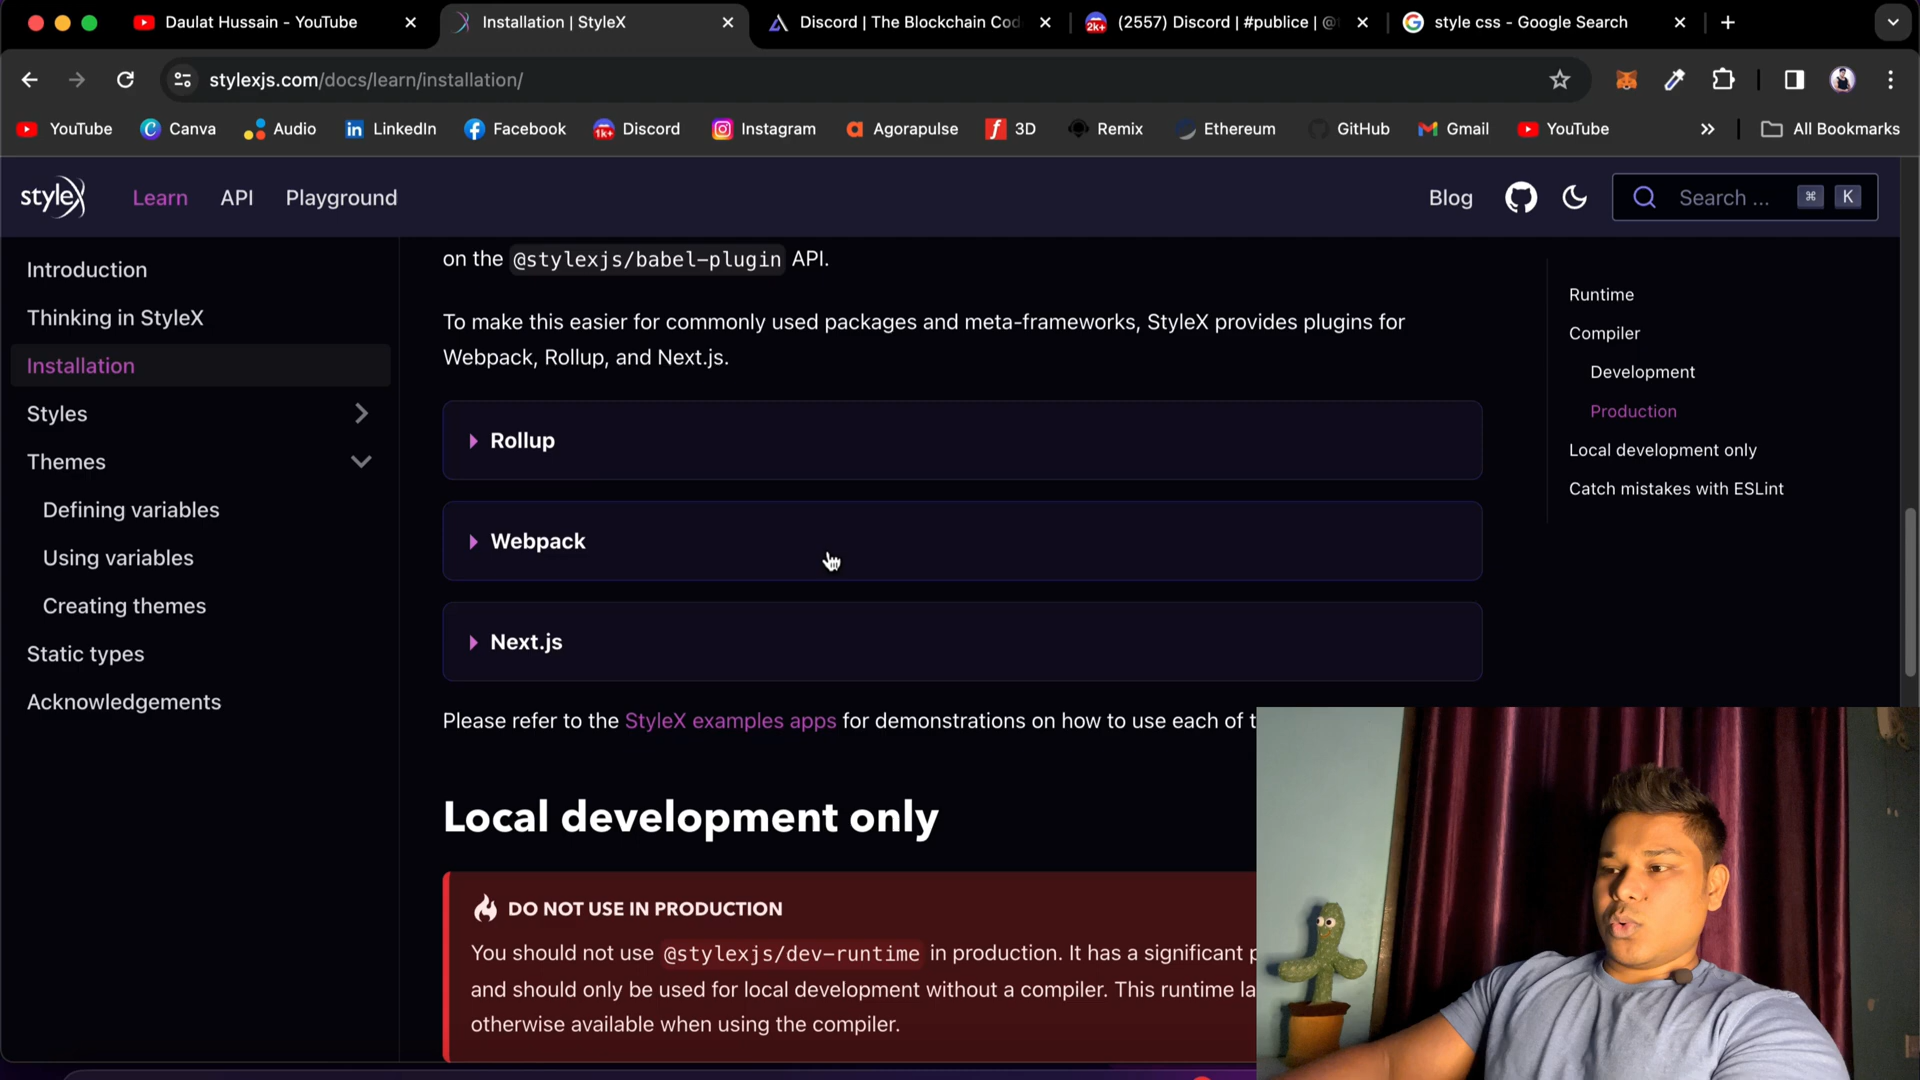 Daulat Hussain - YouTube
Installation | StyleX
Discord | The Blockchain Cod
(2557) Discord | #publice | @
style css - Google Search
stylexjs.com/docs/learn/installation/
YouTube
Canva
Audio
LinkedIn
Facebook
1k+
Discord
Instagram
Agorapulse
3D
Remix
Ethereum
GitHub
Gmail
YouTube
All Bookmarks
styleX
Learn
API
Playground
Blog
Search ...
⌘ K
Introduction
Thinking in StyleX
Installation
Styles
Themes
Defining variables
Using variables
Creating themes
Static types
Acknowledgements
on the @stylexjs/babel-plugin API.
To make this easier for commonly used packages and meta-frameworks, StyleX provides plugins for
Webpack, Rollup, and Next.js.
Rollup
Webpack
Next.js
Please refer to the StyleX examples apps for demonstrations on how to use each of t
Local development only
DO NOT USE IN PRODUCTION
You should not use @stylexjs/dev-runtime in production. It has a significant p
and should only be used for local development without a compiler. This runtime la
otherwise available when using the compiler.
Runtime
Compiler
Development
Production
Local development only
Catch mistakes with ESLint